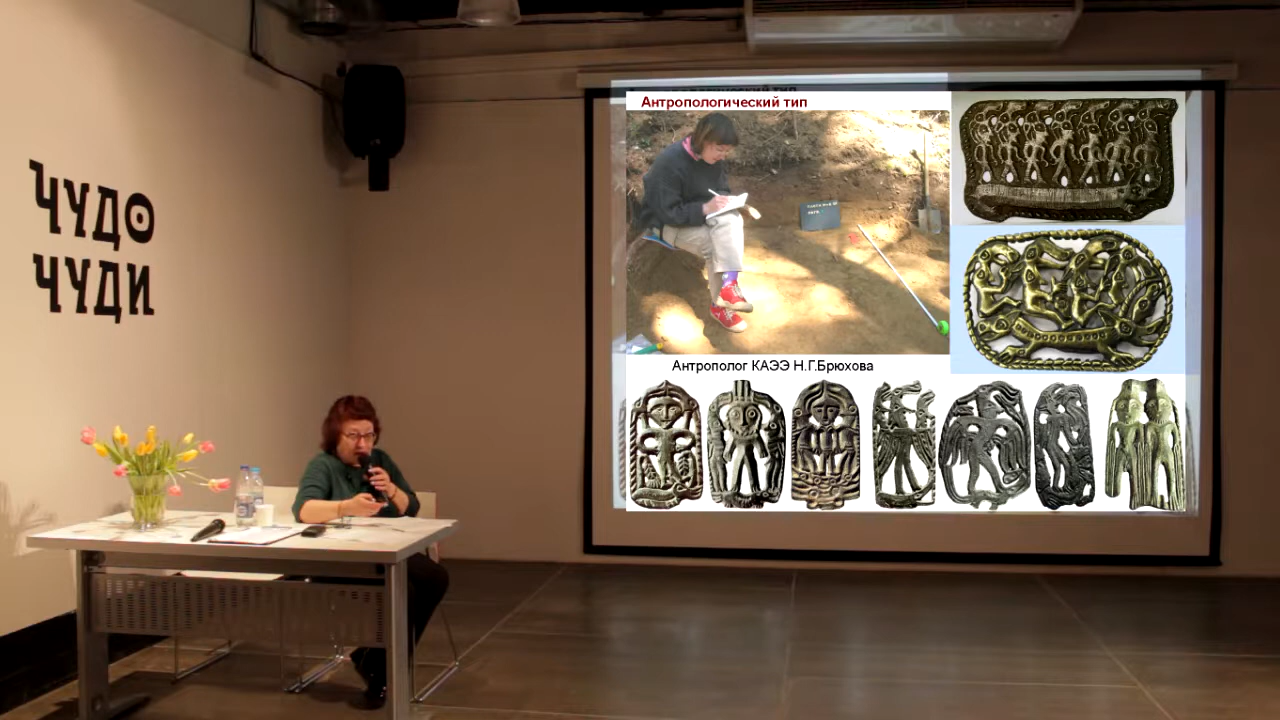 ЧУДО
ЧУДИ
Антропологический тип
Антрополог КАЭЭ Н.Г.Брюхова